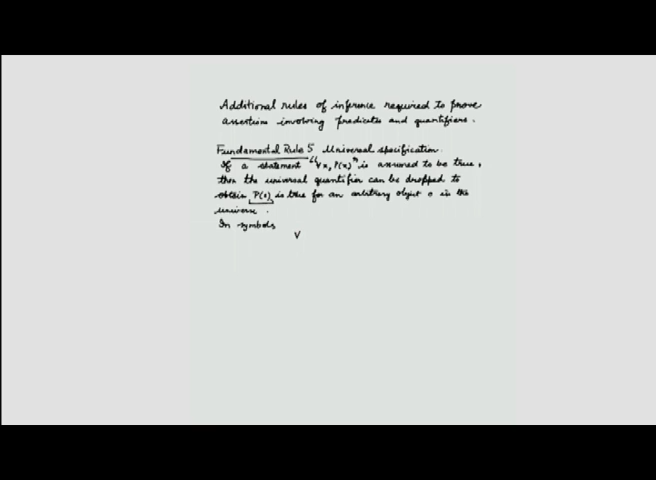 Additional rules of inference required to prove
assertions involving predicates and quantifiers.
Fundamental Rule 5 Universal specification.
If a statement "∀x, P(x)" is assumed to be true,
then the universal quantifier can be dropped to
obtain P(c) is true for an arbitrary object c in the
universe.
In symbols
∀